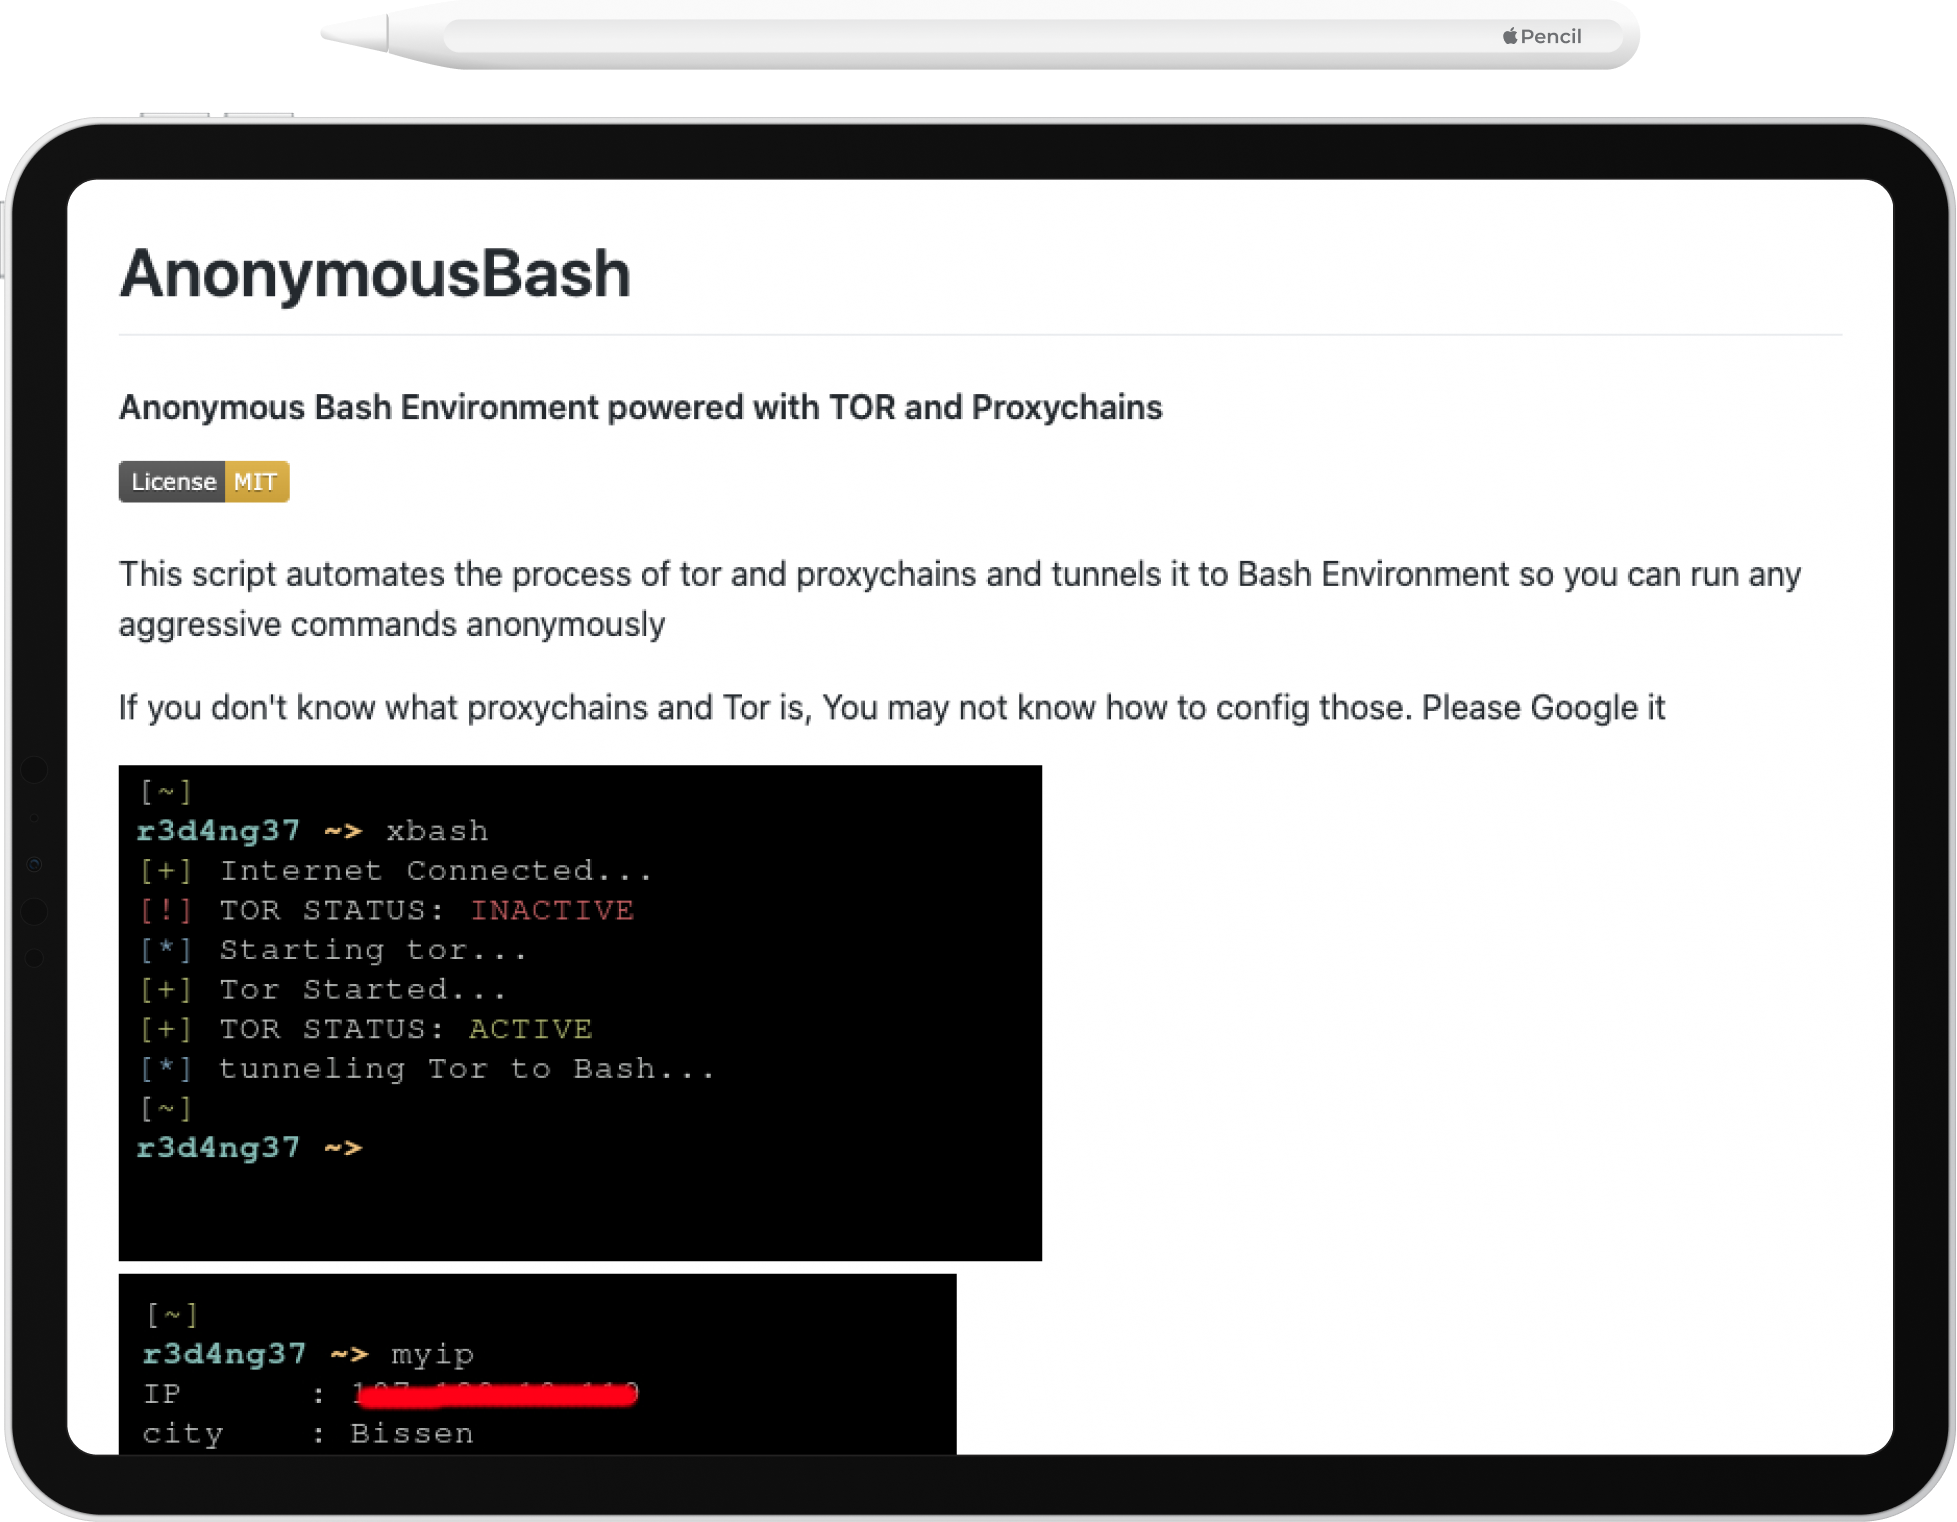 Pencil
AnonymousBash
Anonymous Bash Environment powered with TOR and Proxychains
License MIT
This script automates the process of tor and proxychains and tunnels it to Bash Environment so you can run any
aggressive commands anonymously
If you don't know what proxychains and Tor is, You may not know how to config those. Please Google it
[~]
r3d4ng37 ~> xbash
[+] Internet Connected...
[!] TOR STATUS: INACTIVE
[*] Starting tor...
[+] Tor Started...
[+] TOR STATUS: ACTIVE
[*] tunneling Tor to Bash...
[~]
r3d4ng37 ~>
[~]
r3d4ng37 ~> myip
IP :
city : Bissen